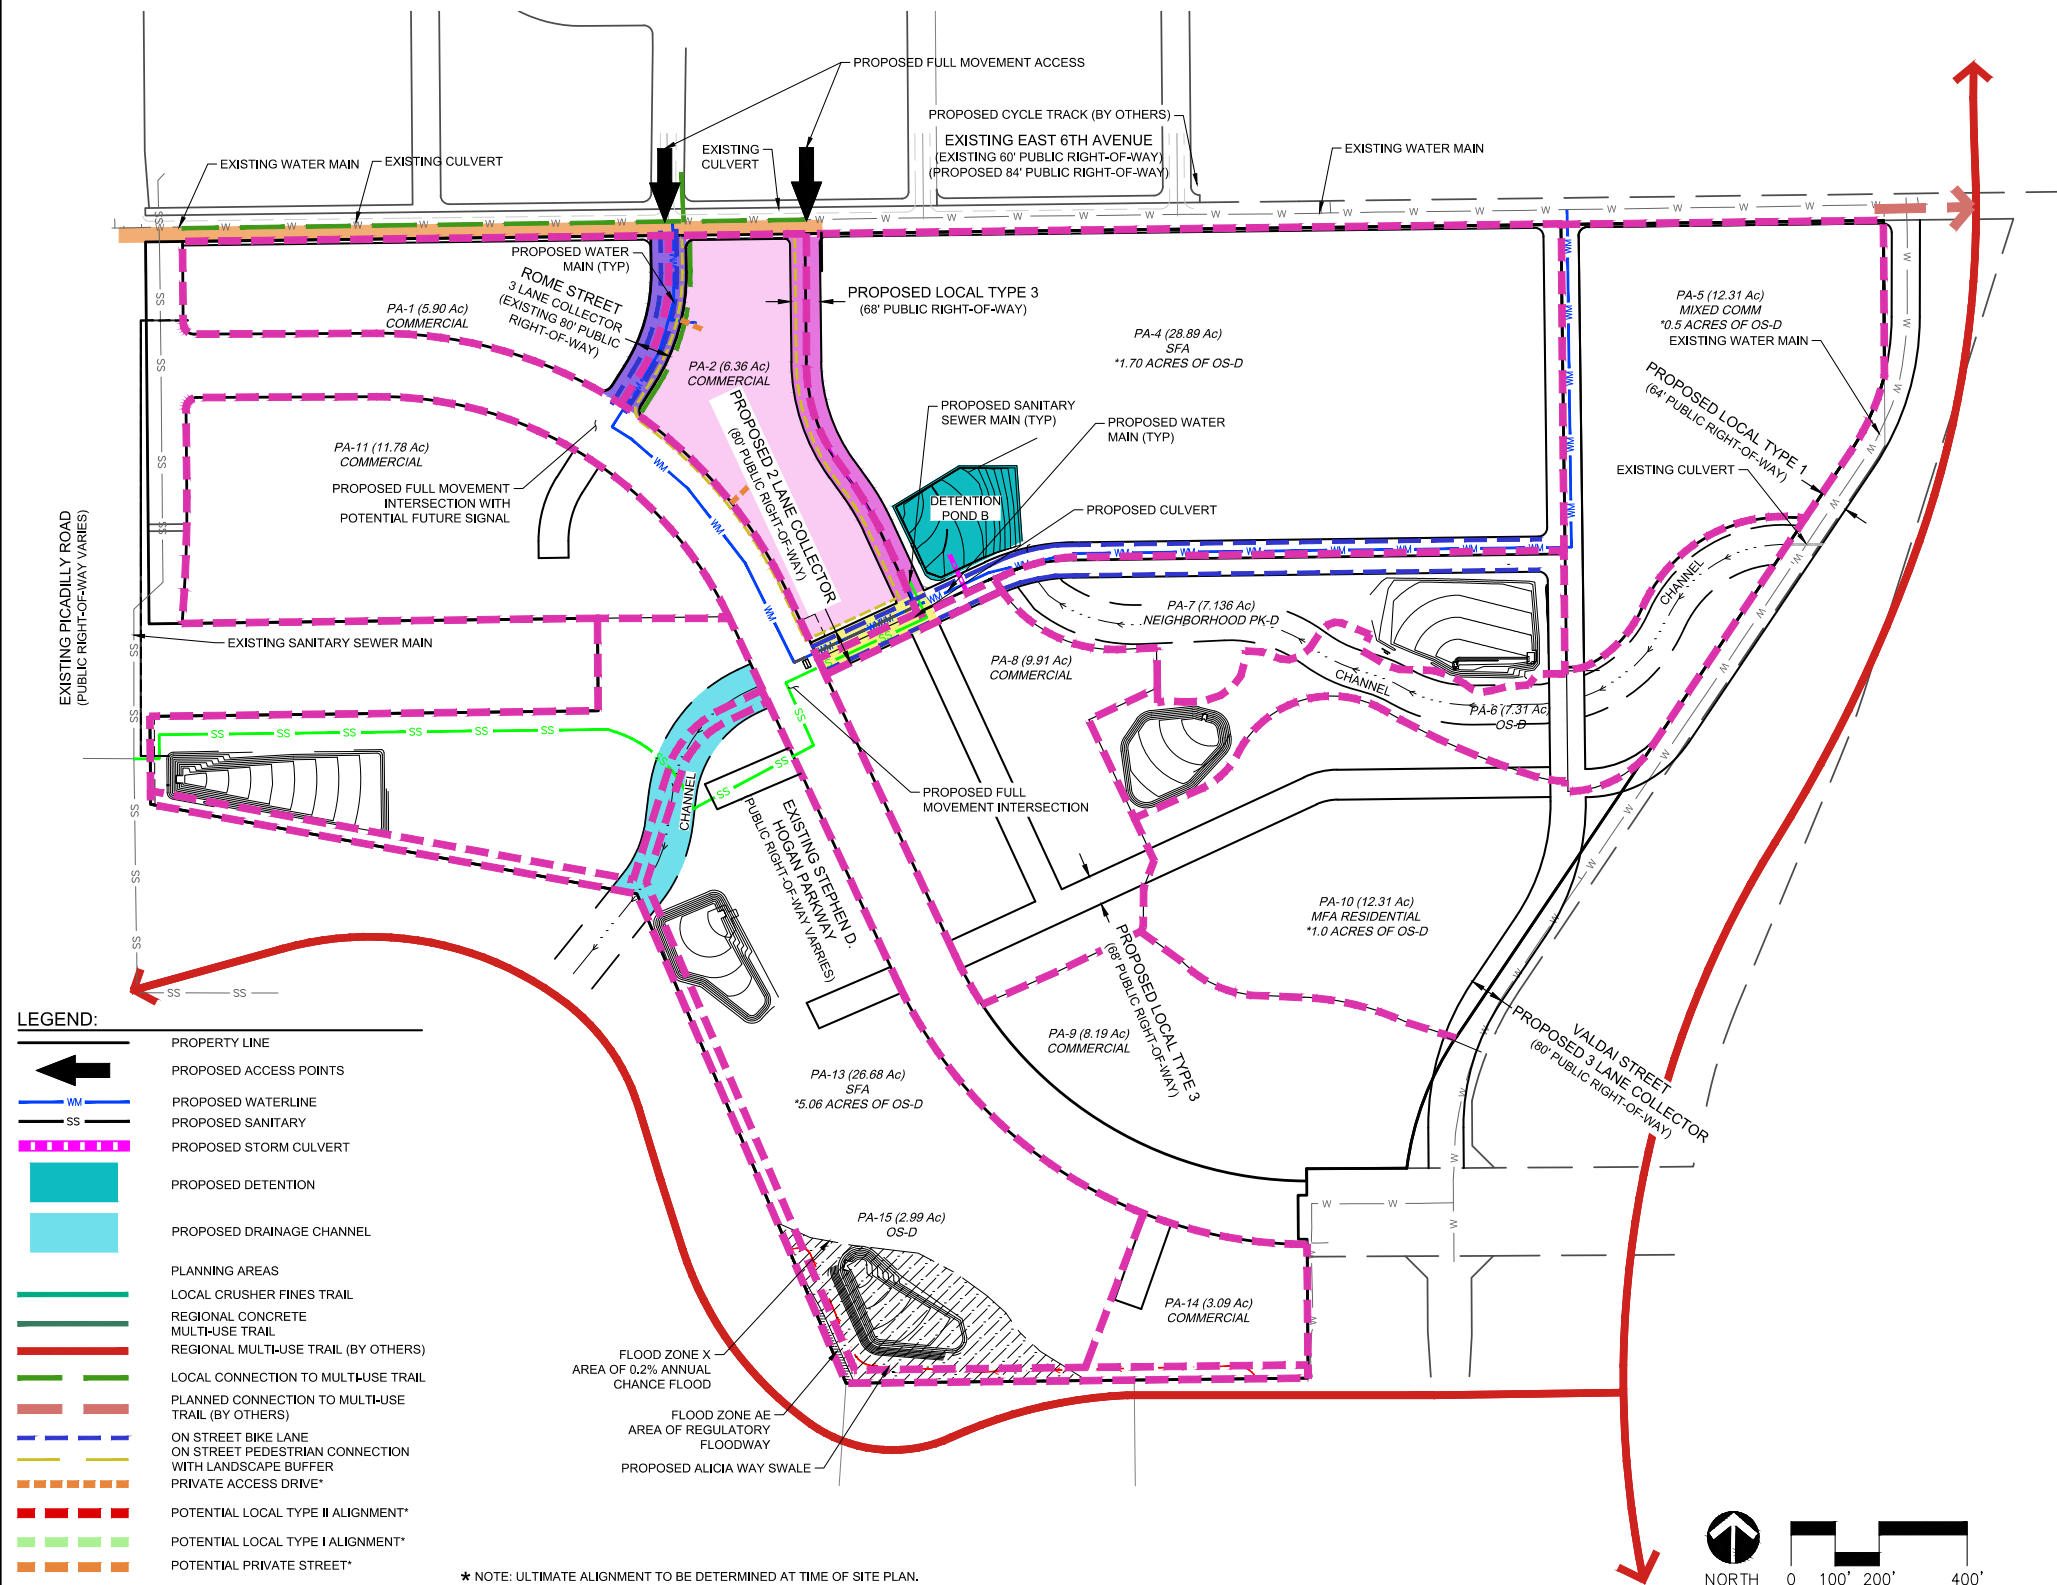 PROPOSED FULL MOVEMENT ACCESS
PROPOSED CYCLE TRACK (BY OTHERS)
EXISTING EAST 6TH AVENUE
(EXISTING 60' PUBLIC RIGHT-OF-WAY)
(PROPOSED 84' PUBLIC RIGHT-OF-WAY)
EXISTING WATER MAIN
EXISTING CULVERT
EXISTING
CULVERT
EXISTING WATER MAIN
PROPOSED WATER
MAIN (TYP)
ROME STREET
3 LANE COLLECTOR
(EXISTING 80' PUBLIC
RIGHT-OF-WAY)
PA-1 (5.90 Ac)
COMMERCIAL
PROPOSED LOCAL TYPE 3
(68' PUBLIC RIGHT-OF-WAY)
PA-2 (6.36 Ac)
COMMERCIAL
PA-4 (28.89 Ac)
SFA
*1.70 ACRES OF OS-D
PA-5 (12.31 Ac)
MIXED COMM
*0.5 ACRES OF OS-D
EXISTING WATER MAIN
PROPOSED LOCAL TYPE 1
(64' PUBLIC RIGHT-OF-WAY)
EXISTING CULVERT
PA-11 (11.78 Ac)
COMMERCIAL
PROPOSED FULL MOVEMENT
INTERSECTION WITH
POTENTIAL FUTURE SIGNAL
PROPOSED 2 LANE COLLECTOR
(80' PUBLIC RIGHT-OF-WAY)
PROPOSED SANITARY
SEWER MAIN (TYP)
PROPOSED WATER
MAIN (TYP)
DETENTION
POND B
PROPOSED CULVERT
EXISTING PICADILLY ROAD
(PUBLIC RIGHT-OF-WAY VARIES)
EXISTING SANITARY SEWER MAIN
PA-7 (7.136 Ac)
NEIGHBORHOOD PK-D
CHANNEL
PA-8 (9.91 Ac)
COMMERCIAL
CHANNEL
PA-6 (7.31 Ac)
OS-D
CHANNEL
PROPOSED FULL
MOVEMENT INTERSECTION
EXISTING STEPHEN D.
HOGAN PARKWAY
(PUBLIC RIGHT-OF-WAY VARRIES)
PA-10 (12.31 Ac)
MFA RESIDENTIAL
*1.0 ACRES OF OS-D
PROPOSED LOCAL TYPE 3
(68' PUBLIC RIGHT-OF-WAY)
PA-9 (8.19 Ac)
COMMERCIAL
VALDAI STREET
PROPOSED 3 LANE COLLECTOR
(80' PUBLIC RIGHT-OF-WAY)
PA-13 (26.68 Ac)
SFA
*5.06 ACRES OF OS-D
PA-15 (2.99 Ac)
OS-D
PA-14 (3.09 Ac)
COMMERCIAL
FLOOD ZONE X
AREA OF 0.2% ANNUAL
CHANCE FLOOD
FLOOD ZONE AE
AREA OF REGULATORY
FLOODWAY
PROPOSED ALICIA WAY SWALE
LEGEND:
PROPERTY LINE
PROPOSED ACCESS POINTS
WM PROPOSED WATERLINE
SS PROPOSED SANITARY
PROPOSED STORM CULVERT
PROPOSED DETENTION
PROPOSED DRAINAGE CHANNEL
PLANNING AREAS
LOCAL CRUSHER FINES TRAIL
REGIONAL CONCRETE
MULTI-USE TRAIL
REGIONAL MULTI-USE TRAIL (BY OTHERS)
LOCAL CONNECTION TO MULTI-USE TRAIL
PLANNED CONNECTION TO MULTI-USE
TRAIL (BY OTHERS)
ON STREET BIKE LANE
ON STREET PEDESTRIAN CONNECTION
WITH LANDSCAPE BUFFER
PRIVATE ACCESS DRIVE*
POTENTIAL LOCAL TYPE II ALIGNMENT*
POTENTIAL LOCAL TYPE I ALIGNMENT*
POTENTIAL PRIVATE STREET*
* NOTE: ULTIMATE ALIGNMENT TO BE DETERMINED AT TIME OF SITE PLAN.
NORTH
0 100' 200' 400'